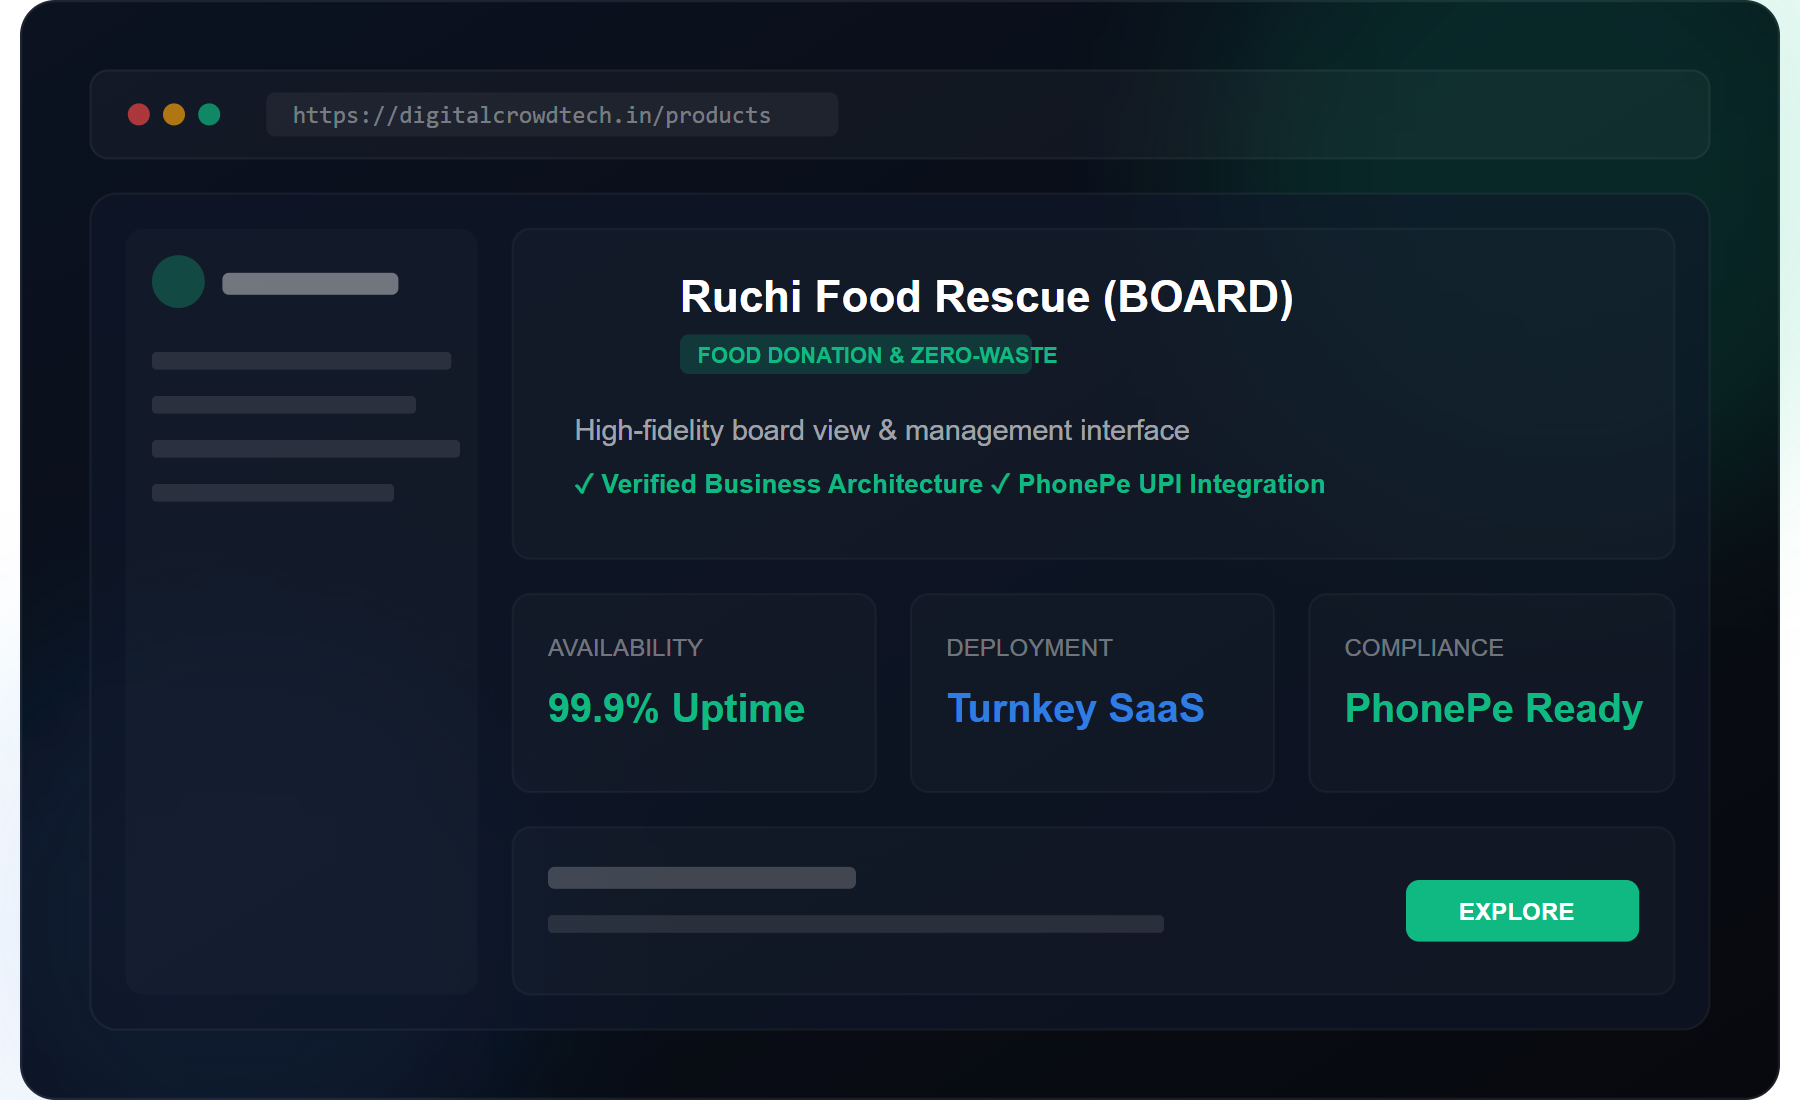 https://digitalcrowdtech.in/products
Ruchi Food Rescue (BOARD)
FOOD DONATION & ZERO-WASTE
High-fidelity board view & management interface
✓ Verified Business Architecture ✓ PhonePe UPI Integration
AVAILABILITY
99.9% Uptime
DEPLOYMENT
Turnkey SaaS
COMPLIANCE
PhonePe Ready
EXPLORE